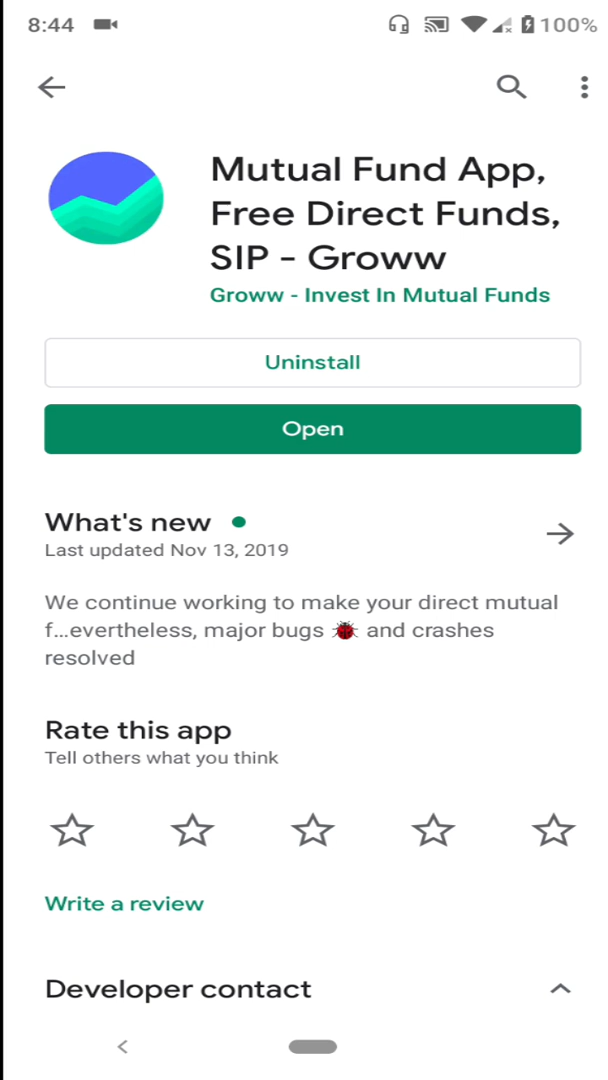 8:44 100%
Mutual Fund App,
Free Direct Funds,
SIP - Groww
Groww - Invest In Mutual Funds
Uninstall
Open
What's new
Last updated Nov 13, 2019
We continue working to make your direct mutual
f...evertheless, major bugs 🐞 and crashes
resolved
Rate this app
Tell others what you think
Write a review
Developer contact